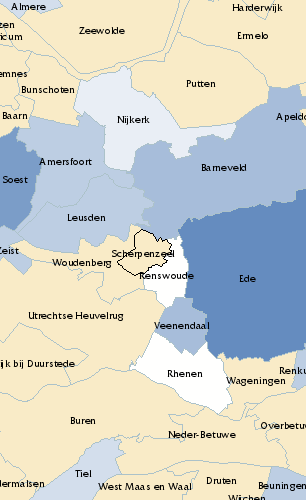 Almere
Harderwijk
Zeewolde
Ermelo
Bunschoten
Putten
Baarn
Nijkerk
Apeldo
Amersfoort
Barneveld
Soest
Leusden
Zeist
Scherpenzeel
Woudenberg
Renswoude
Ede
Utrechtse Heuvelrug
Veenendaal
ijk bij Duurstede
Rhenen
Renku
Wageningen
Buren
Overbetuw
Neder-Betuwe
Tiel
dermalsen
West Maas en Waal
Druten
Beuningen
Wijchen